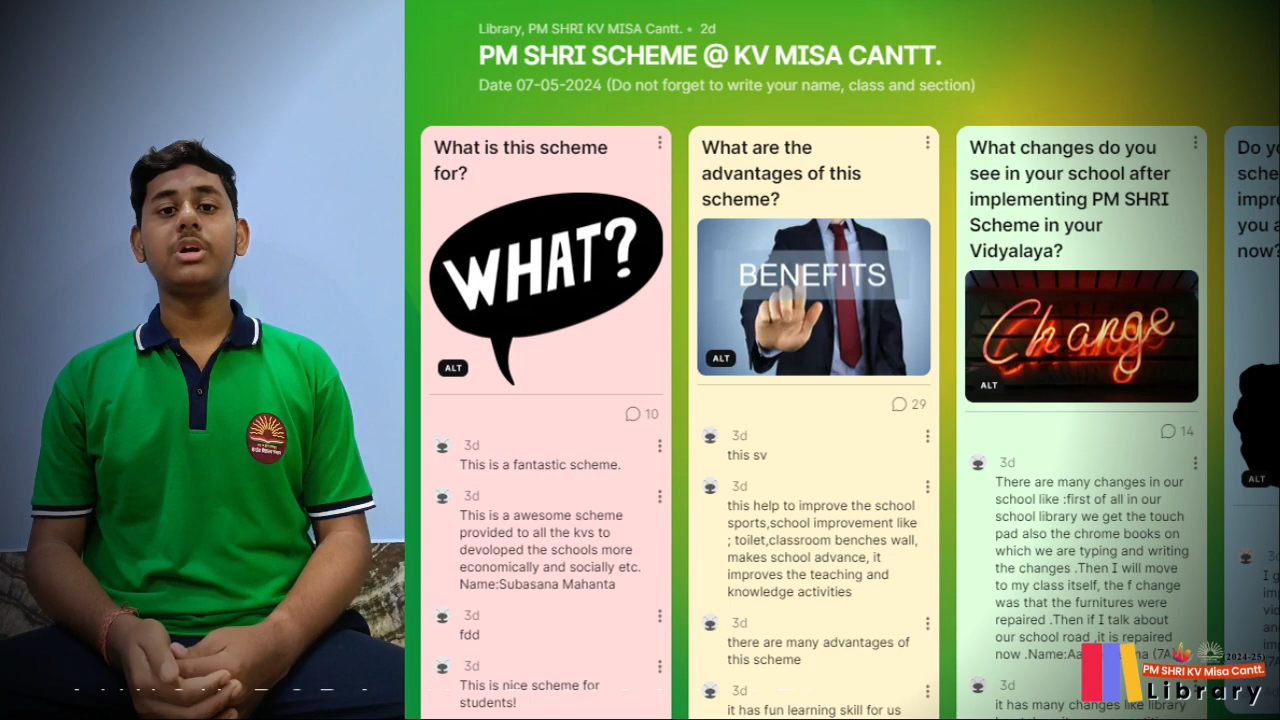 Library, PM SHRI KV MISA Cantt. • 2d
PM SHRI SCHEME @ KV MISA CANTT.
Date 07-05-2024 (Do not forget to write your name, class and section)
What is this scheme
for?
WHAT?
ALT
10
3d
This is a fantastic scheme.
3d
This is a awesome scheme
provided to all the kvs to
devoloped the schools more
economically and socially etc.
Name:Subasana Mahanta
3d
fdd
3d
This is nice scheme for
students!
What are the
advantages of this
scheme?
BENEFITS
ALT
29
3d
this sv
3d
this help to improve the school
sports,school improvement like
; toilet,classroom benches wall,
makes school advance, it
improves the teaching and
knowledge activities
3d
there are many advantages of
this scheme
3d
it has fun learning skill for us
What changes do you
see in your school after
implementing PM SHRI
Scheme in your
Vidyalaya?
Change
ALT
14
3d
There are many changes in our
school like :first of all in our
school library we get the touch
pad also the chrome books on
which we are typing and writing
the changes .Then I will move
to my class itself, the f change
was that the furnitures were
repaired .Then if I talk about
our school road ,it is repaired
now .Name: (7A)
3d
it has many changes like library
ALT
(2024-25)
PM SHRI KV Misa Cantt.
Library